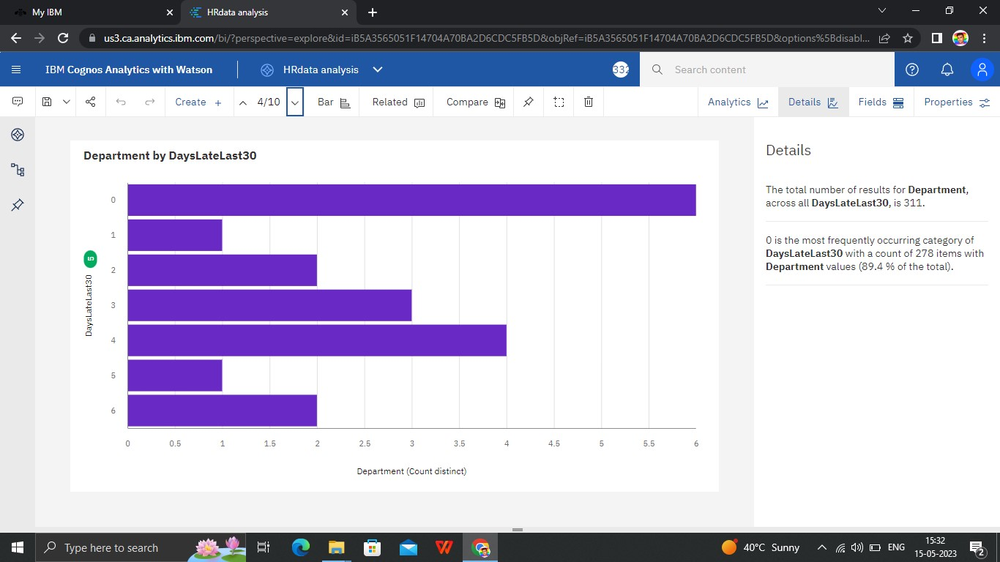 My IBM
HRdata analysis
us3.ca.analytics.ibm.com/bi/?perspective=explore&id=iB5A3565051F14704A70BA2D6CDC5FB5D&objRef=iB5A3565051F14704A70BA2D6CDC5FB5D&options%5Bdisabl...
IBM Cognos Analytics with Watson
HRdata analysis
332
Search content
Create +
4/10
Bar
Related
Compare
Analytics
Details
Fields
Properties
Department by DaysLateLast30
0
1
2
3
4
5
6
5
DaysLateLast30
0 0.5 1 1.5 2 2.5 3 3.5 4 4.5 5 5.5 6
Department (Count distinct)
Details
The total number of results for Department,
across all DaysLateLast30, is 311.
0 is the most frequently occurring category of
DaysLateLast30 with a count of 278 items with
Department values (89.4 % of the total).
Type here to search
40°C Sunny
ENG
15:32
15-05-2023
2